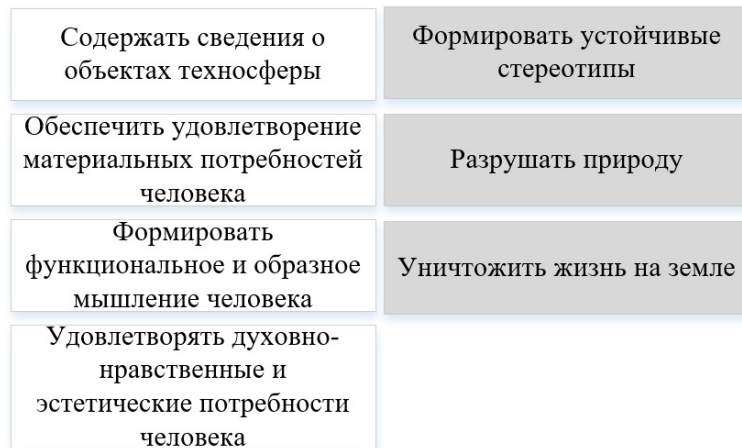 Содержать сведения о
объектах техносферы
Обеспечить удовлетворение
материальных потребностей
человека
Формировать
функциональное и образное
мышление человека
Удовлетворять духовно-
нравственные и
эстетические потребности
человека
Формировать устойчивые
стереотипы
Разрушать природу
Уничтожить жизнь на земле